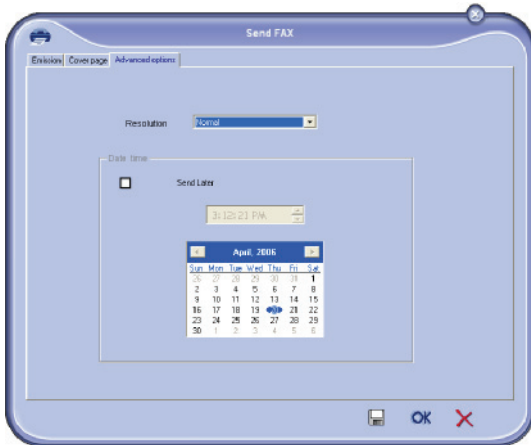 Send FAX
Emission Cover page Advanced options
Resolution Normal
Date time
Send Later
3:12:21 PM
April, 2006
Sun Mon Tue Wed Thu Fri Sat
26 27 28 29 30 31 1
2 3 4 5 6 7 8
9 10 11 12 13 14 15
16 17 18 19 20 21 22
23 24 25 26 27 28 29
30 1 2 3 4 5 6
OK